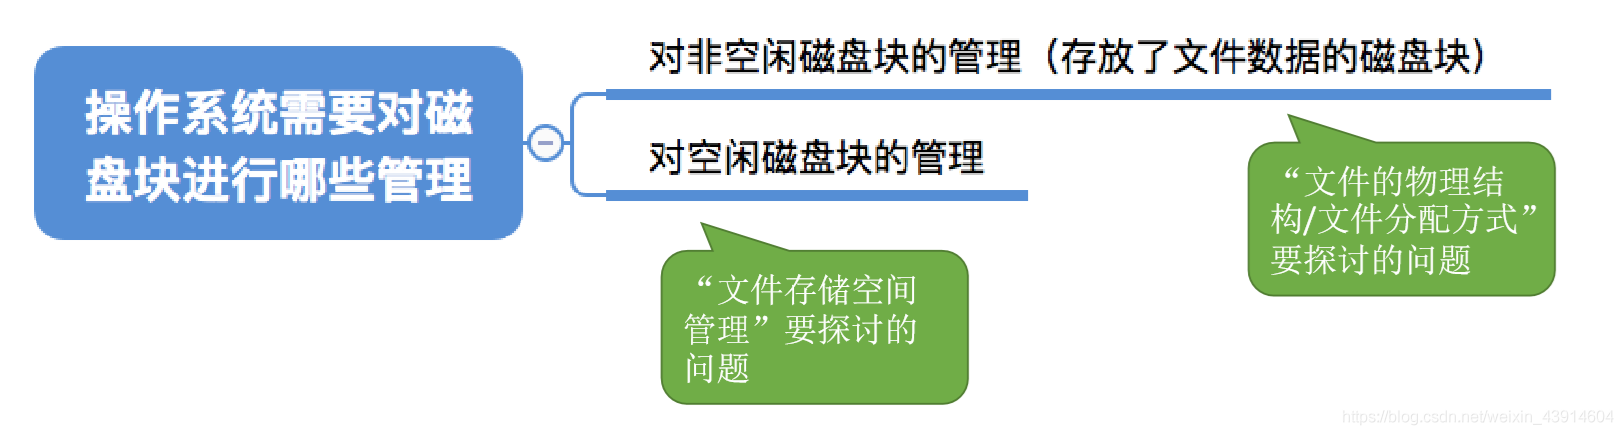 对非空闲磁盘块的管理（存放了文件数据的磁盘块）
操作系统需要对磁
盘块进行哪些管理
对空闲磁盘块的管理
“文件的物理结
构/文件分配方式”
要探讨的问题
“文件存储空间
管理”要探讨的
问题
https://blog.csdn.net/weixin_43914604